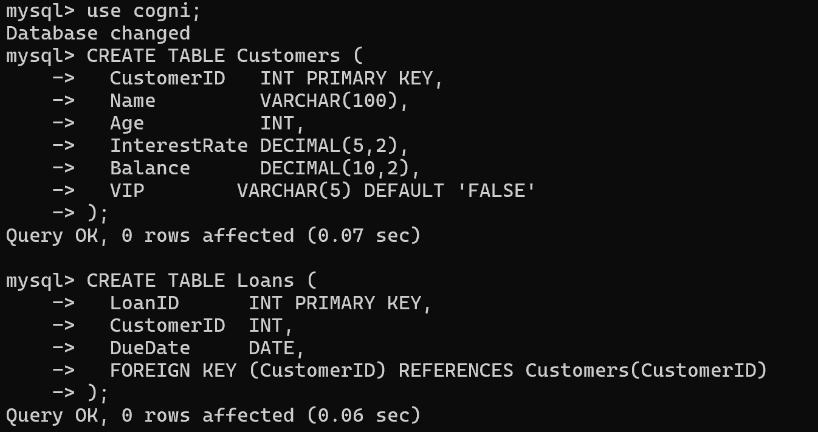 mysql> use cogni;
Database changed
mysql> CREATE TABLE Customers (
    ->   CustomerID   INT PRIMARY KEY,
    ->   Name         VARCHAR(100),
    ->   Age          INT,
    ->   InterestRate DECIMAL(5,2),
    ->   Balance      DECIMAL(10,2),
    ->   VIP        VARCHAR(5) DEFAULT 'FALSE'
    -> );
Query OK, 0 rows affected (0.07 sec)

mysql> CREATE TABLE Loans (
    ->   LoanID      INT PRIMARY KEY,
    ->   CustomerID  INT,
    ->   DueDate     DATE,
    ->   FOREIGN KEY (CustomerID) REFERENCES Customers(CustomerID)
    -> );
Query OK, 0 rows affected (0.06 sec)